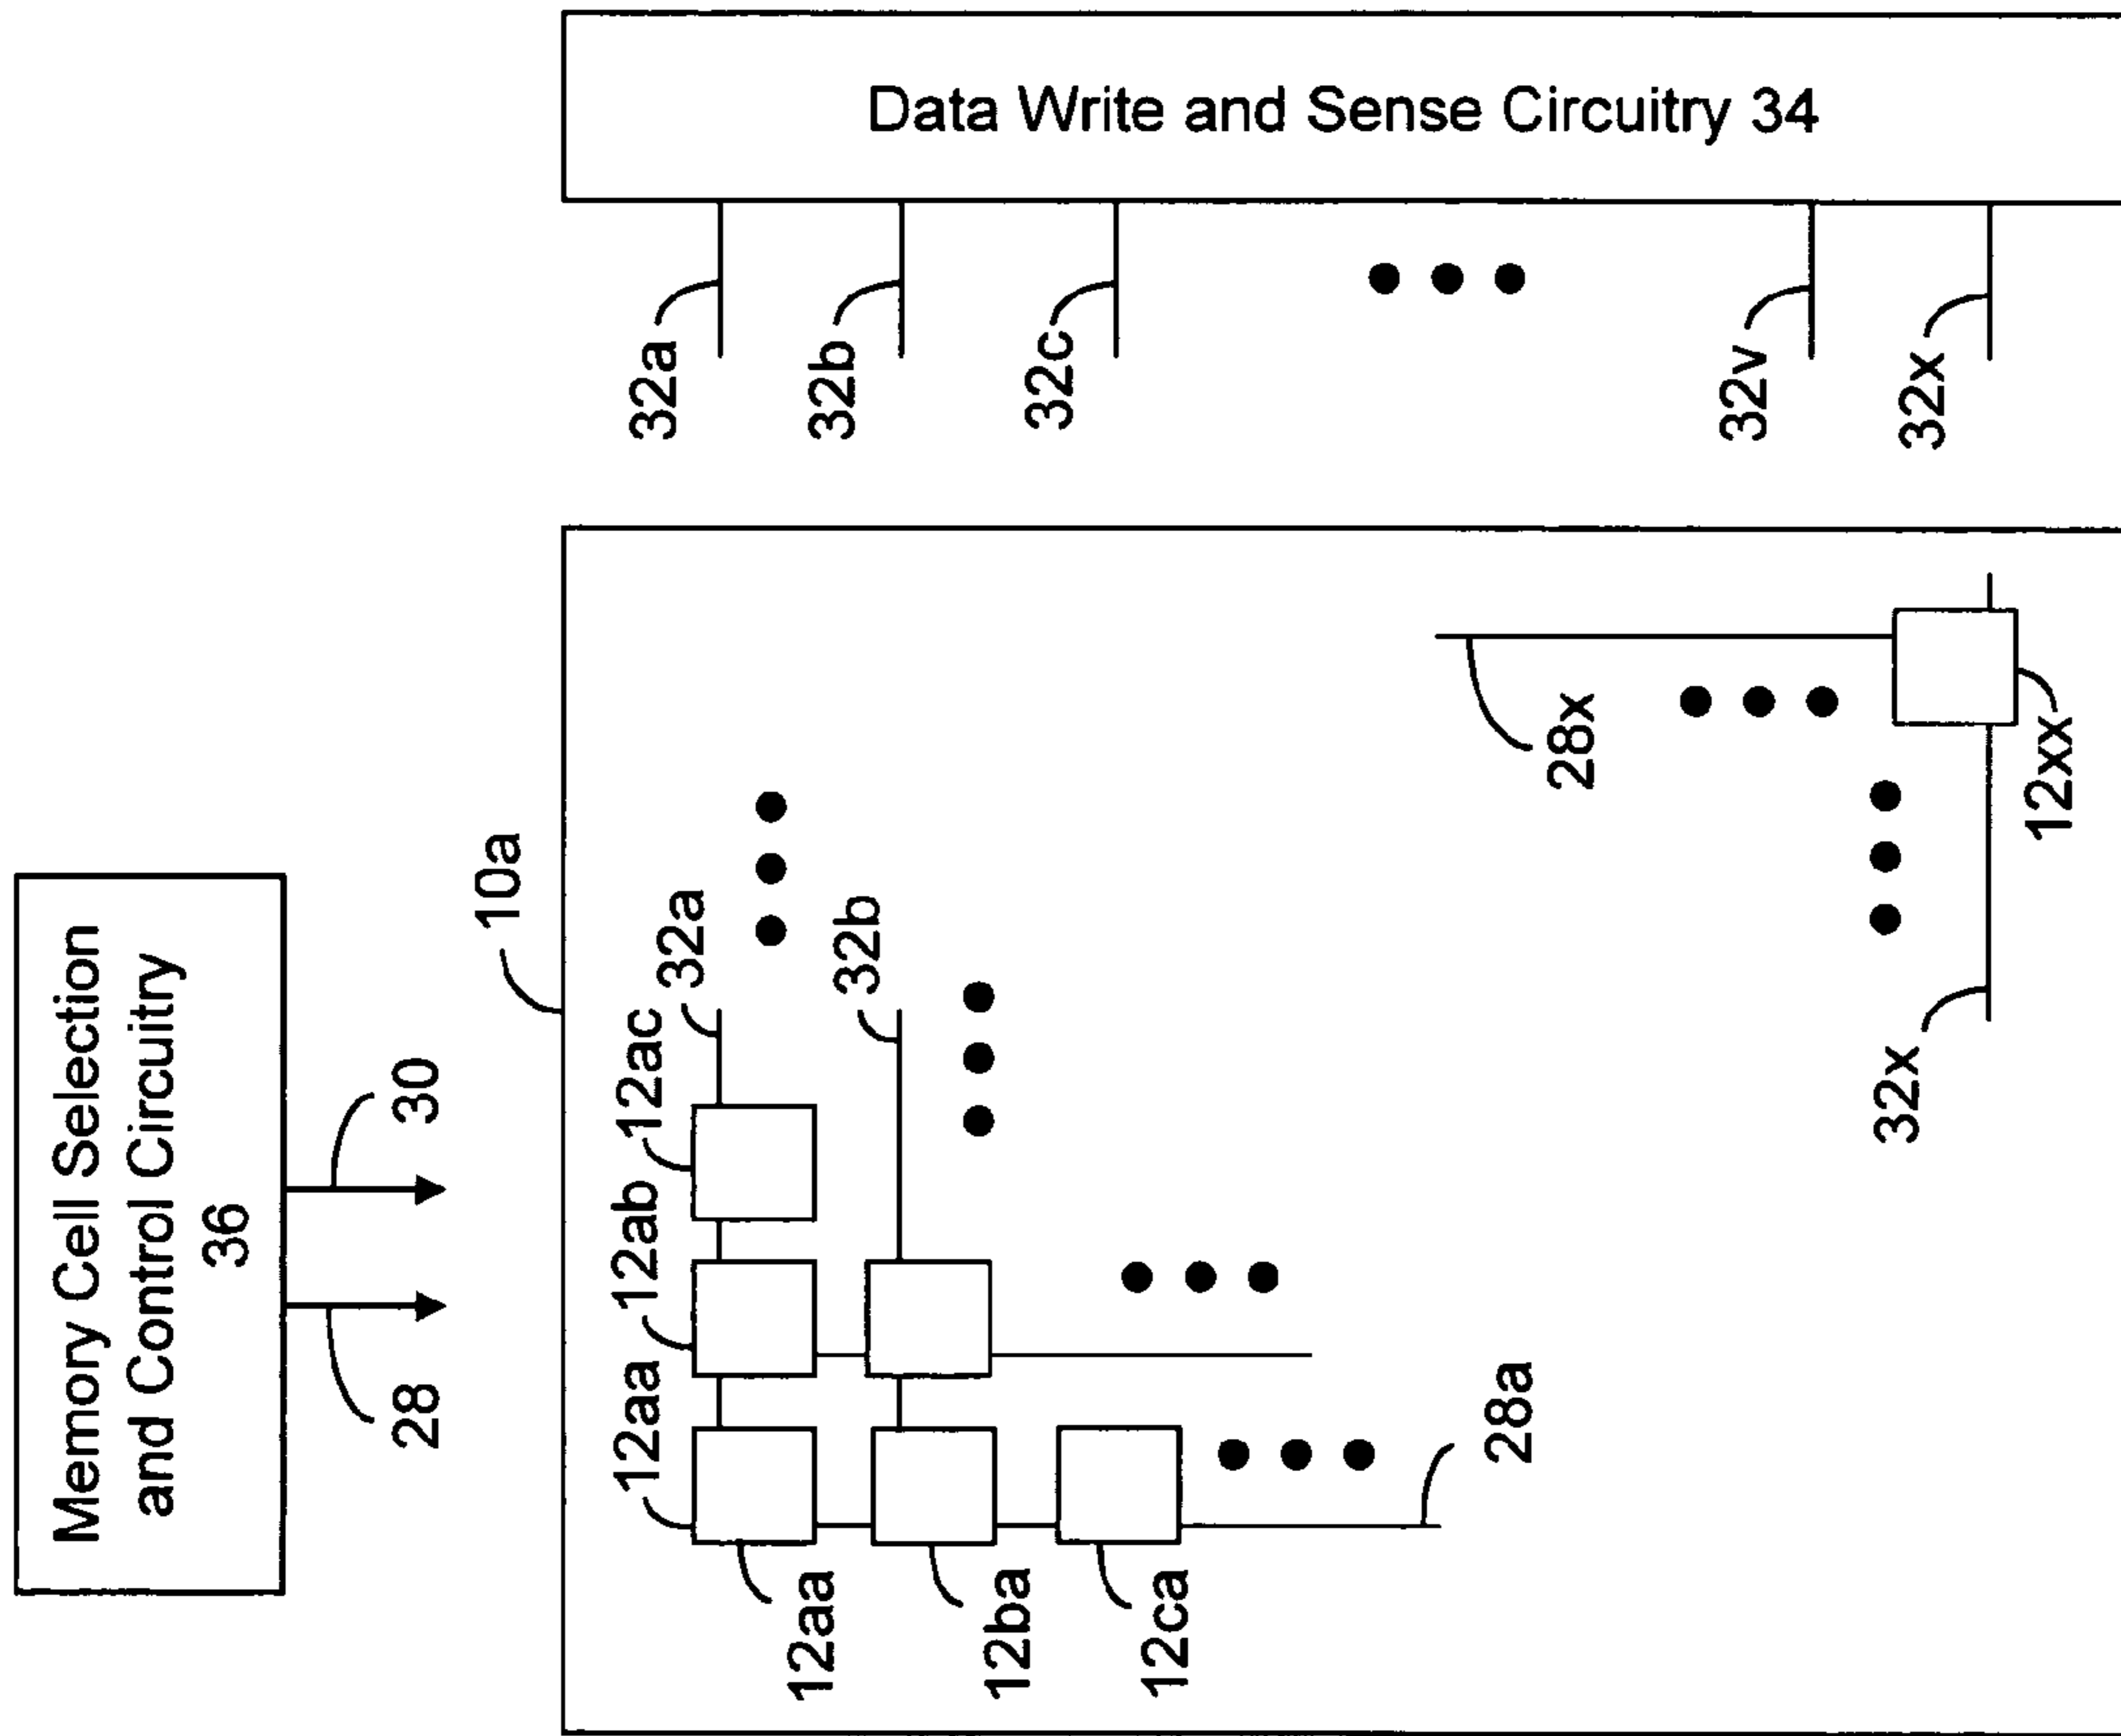 Memory Cell Selection
and Control Circuitry
36
28
30
10a
12aa
12ab
12ac
32a
32b
12aa
12ba
12ca
28a
28x
32x
12xx
32a
32b
32c
32v
32x
Data Write and Sense Circuitry 34